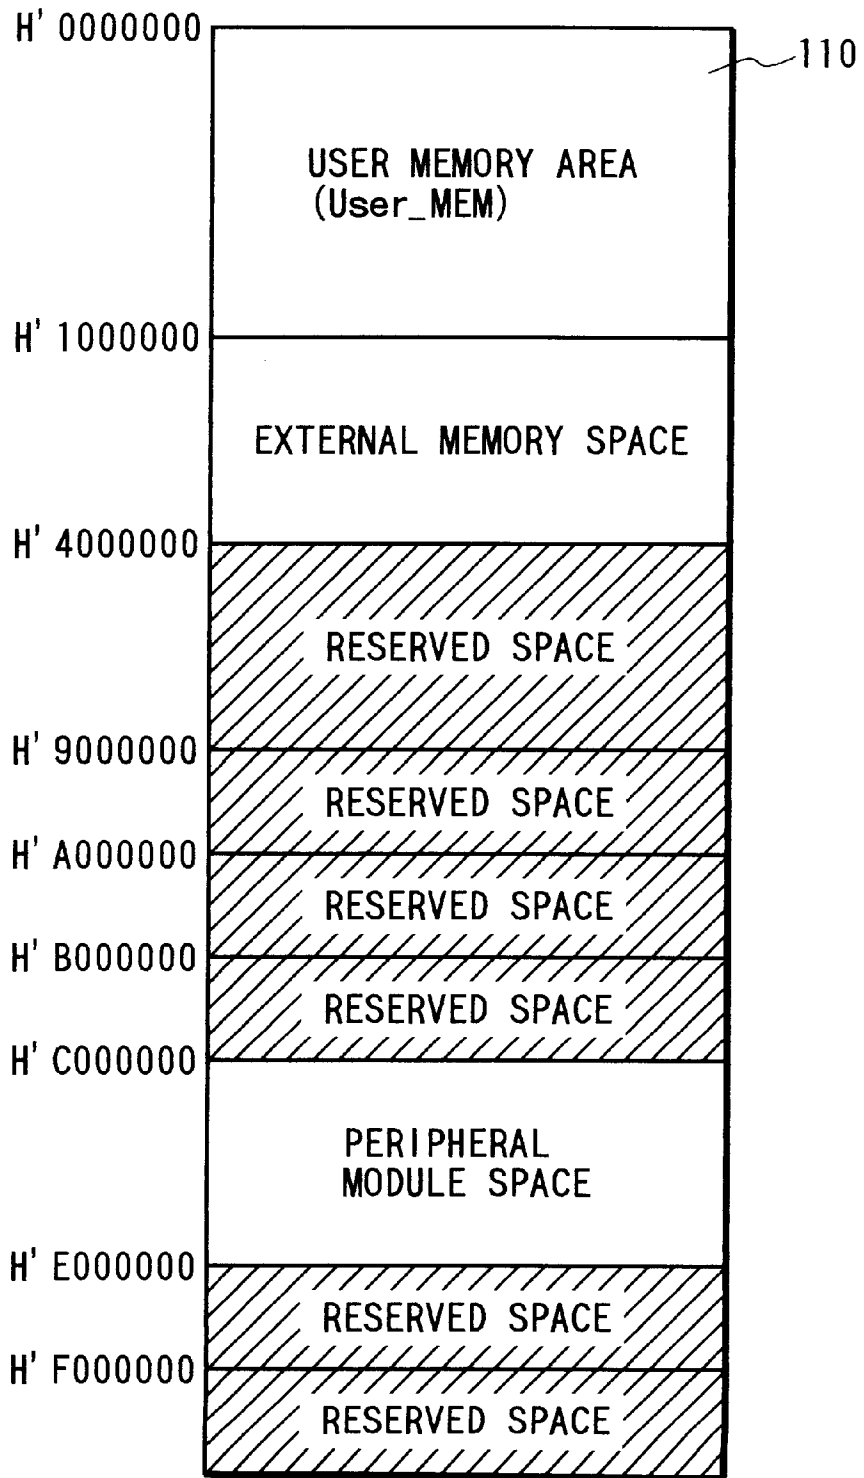 H' 0000000
110
USER MEMORY AREA
(User_MEM)
H' 1000000
EXTERNAL MEMORY SPACE
H' 4000000
RESERVED SPACE
H' 9000000
RESERVED SPACE
H' A000000
RESERVED SPACE
H' B000000
RESERVED SPACE
H' C000000
PERIPHERAL
MODULE SPACE
H' E000000
RESERVED SPACE
H' F000000
RESERVED SPACE